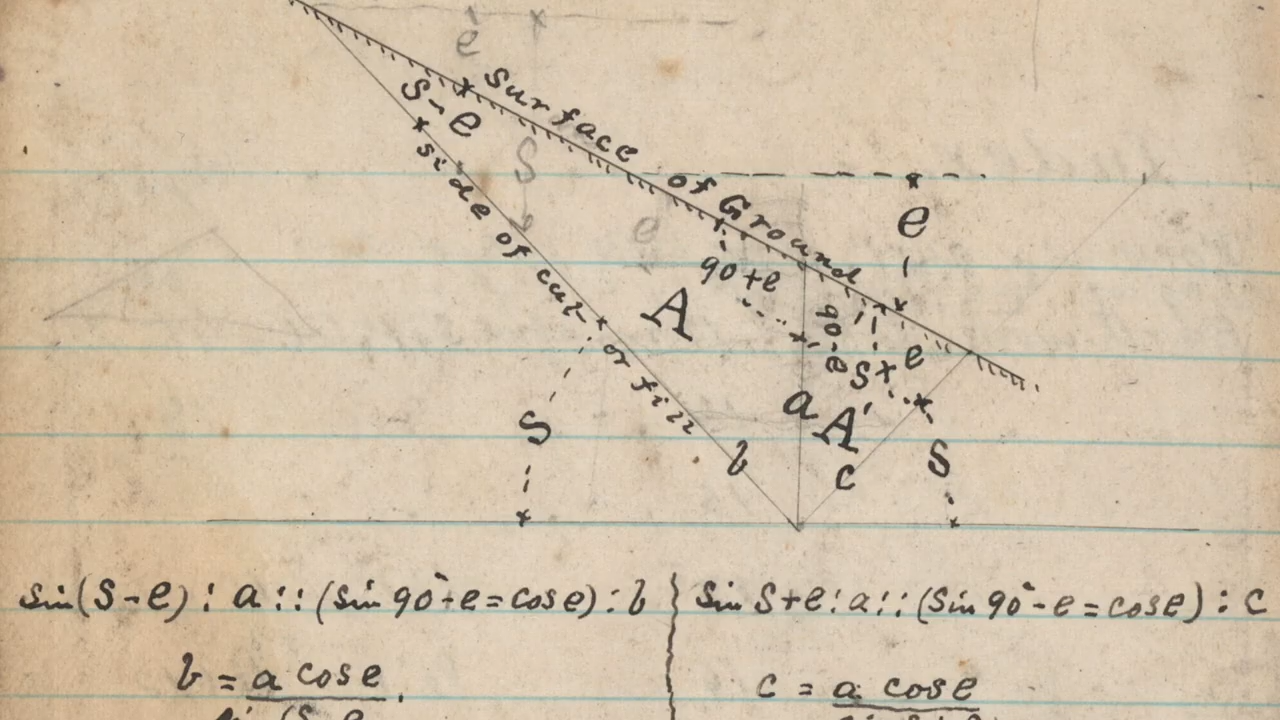 e
S-e
Surface of Ground
S
side of cut or fill
e
e
90+e
A
90-e
S+e
a
A'
S
b
c
S
sin(S-e) : a :: (sin 90°+e = cos e) : b
sin S+e : a :: (sin 90°-e = cos e) : c
b = a cos e
c = a cos e